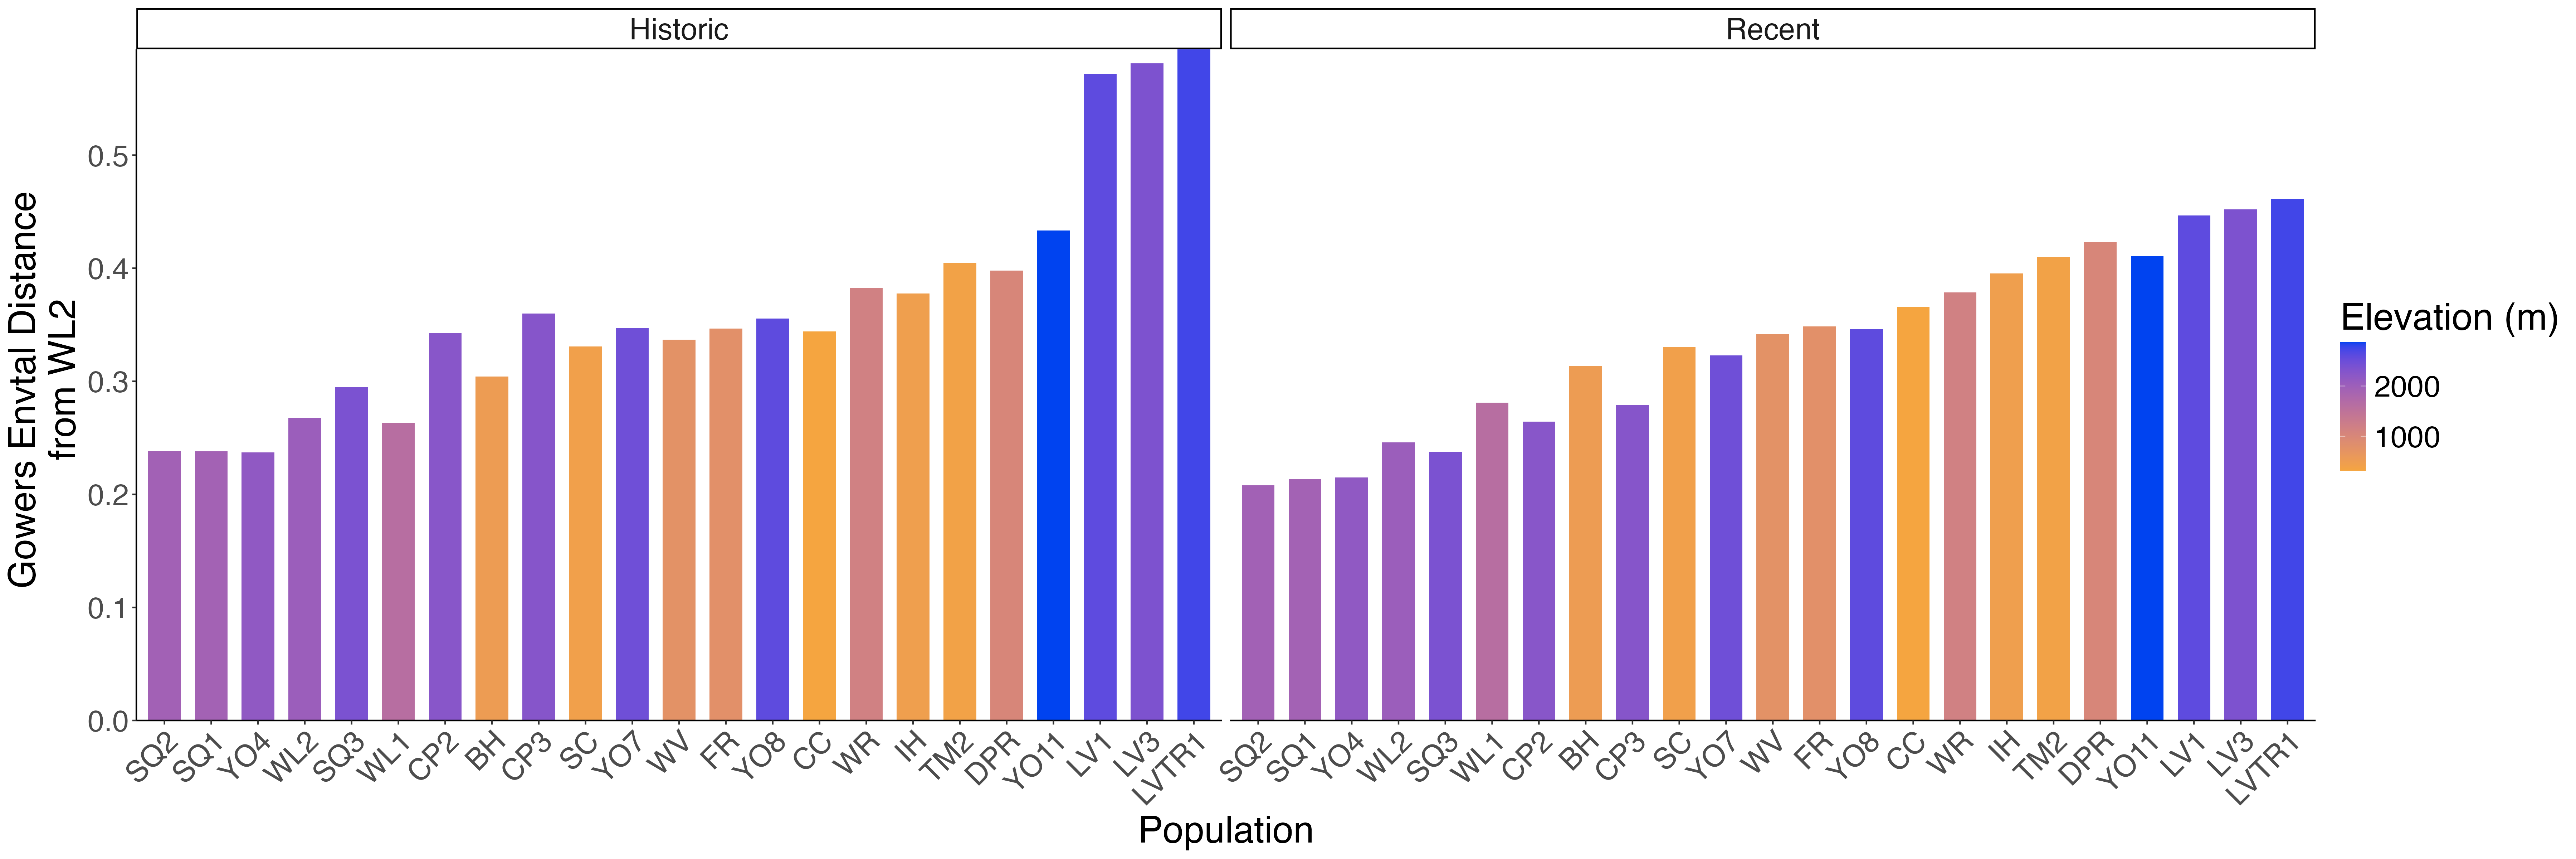 Historic
Recent
Gowers Envtal Distance
from WL2
0.5
0.4
0.3
0.2
0.1
0.0
SQ2
SQ1
YO4
WL2
SQ3
WL1
CP2
BH
CP3
SC
YO7
WV
FR
YO8
CC
WR
IH
TM2
DPR
YO11
LV1
LV3
LVTR1
SQ2
SQ1
YO4
WL2
SQ3
WL1
CP2
BH
CP3
SC
YO7
WV
FR
YO8
CC
WR
IH
TM2
DPR
YO11
LV1
LV3
LVTR1
Population
Elevation (m)
2000
1000